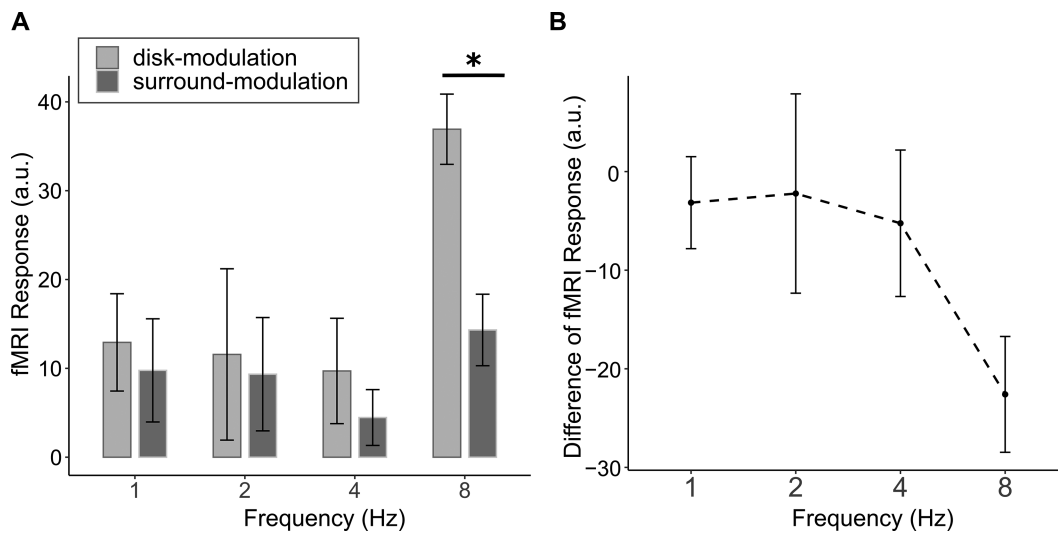 A
disk-modulation
surround-modulation
*
fMRI Response (a.u.)
40
30
20
10
0
1 2 4 8
Frequency (Hz)
B
Difference of fMRI Response (a.u.)
0
−10
−20
−30
1 2 4 8
Frequency (Hz)